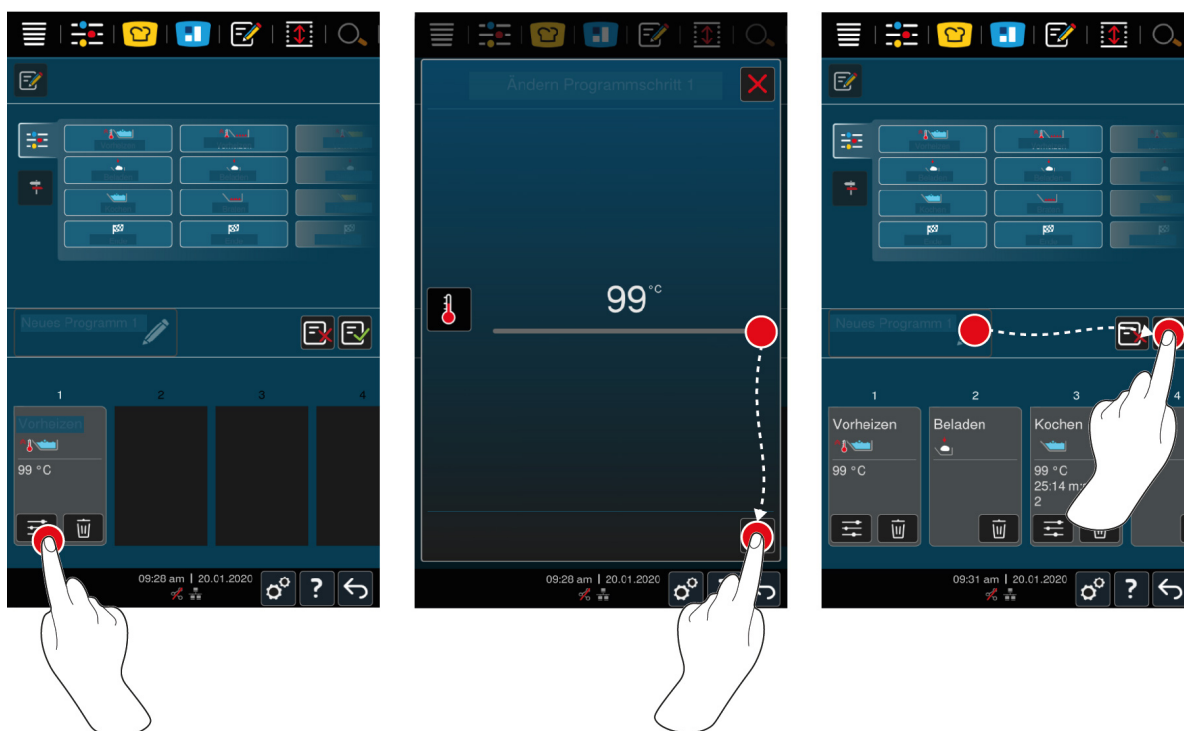 Neues Programm 1
1 2 3 4
Vorheizen
99 °C
09:28 am | 20.01.2020
?
Ändern Programmschritt 1
99 °C
09:28 am | 20.01.2020
Neues Programm 1
1 2 3 4
Vorheizen Beladen Kochen
99 °C 99 °C
25:14
2
09:31 am | 20.01.2020
?